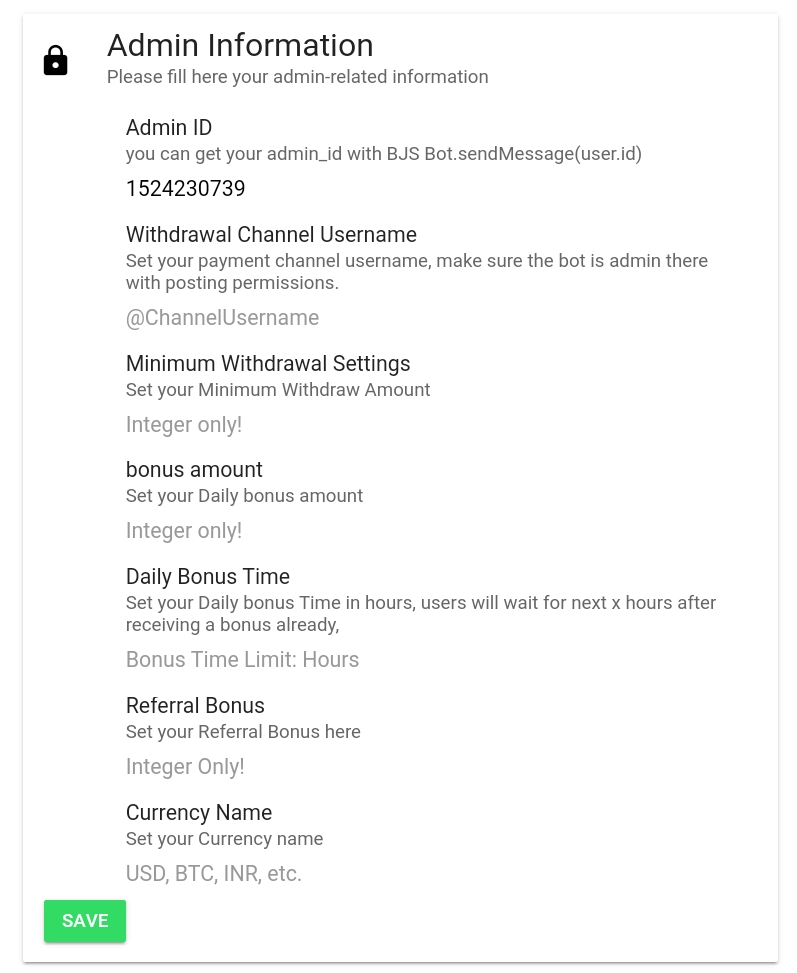 Admin Information
Please fill here your admin-related information
Admin ID
you can get your admin_id with BJS Bot.sendMessage(user.id)
1524230739
Withdrawal Channel Username
Set your payment channel username, make sure the bot is admin there
with posting permissions.
@ChannelUsername
Minimum Withdrawal Settings
Set your Minimum Withdraw Amount
Integer only!
bonus amount
Set your Daily bonus amount
Integer only!
Daily Bonus Time
Set your Daily bonus Time in hours, users will wait for next x hours after
receiving a bonus already,
Bonus Time Limit: Hours
Referral Bonus
Set your Referral Bonus here
Integer Only!
Currency Name
Set your Currency name
USD, BTC, INR, etc.
SAVE